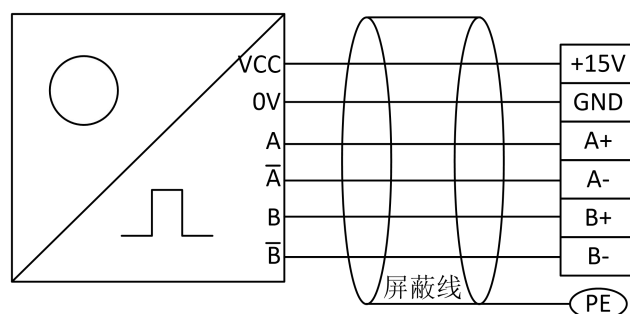 VCC +15V
0V GND
A A+
A̅ A-
B B+
B̅ B-
屏蔽线 PE